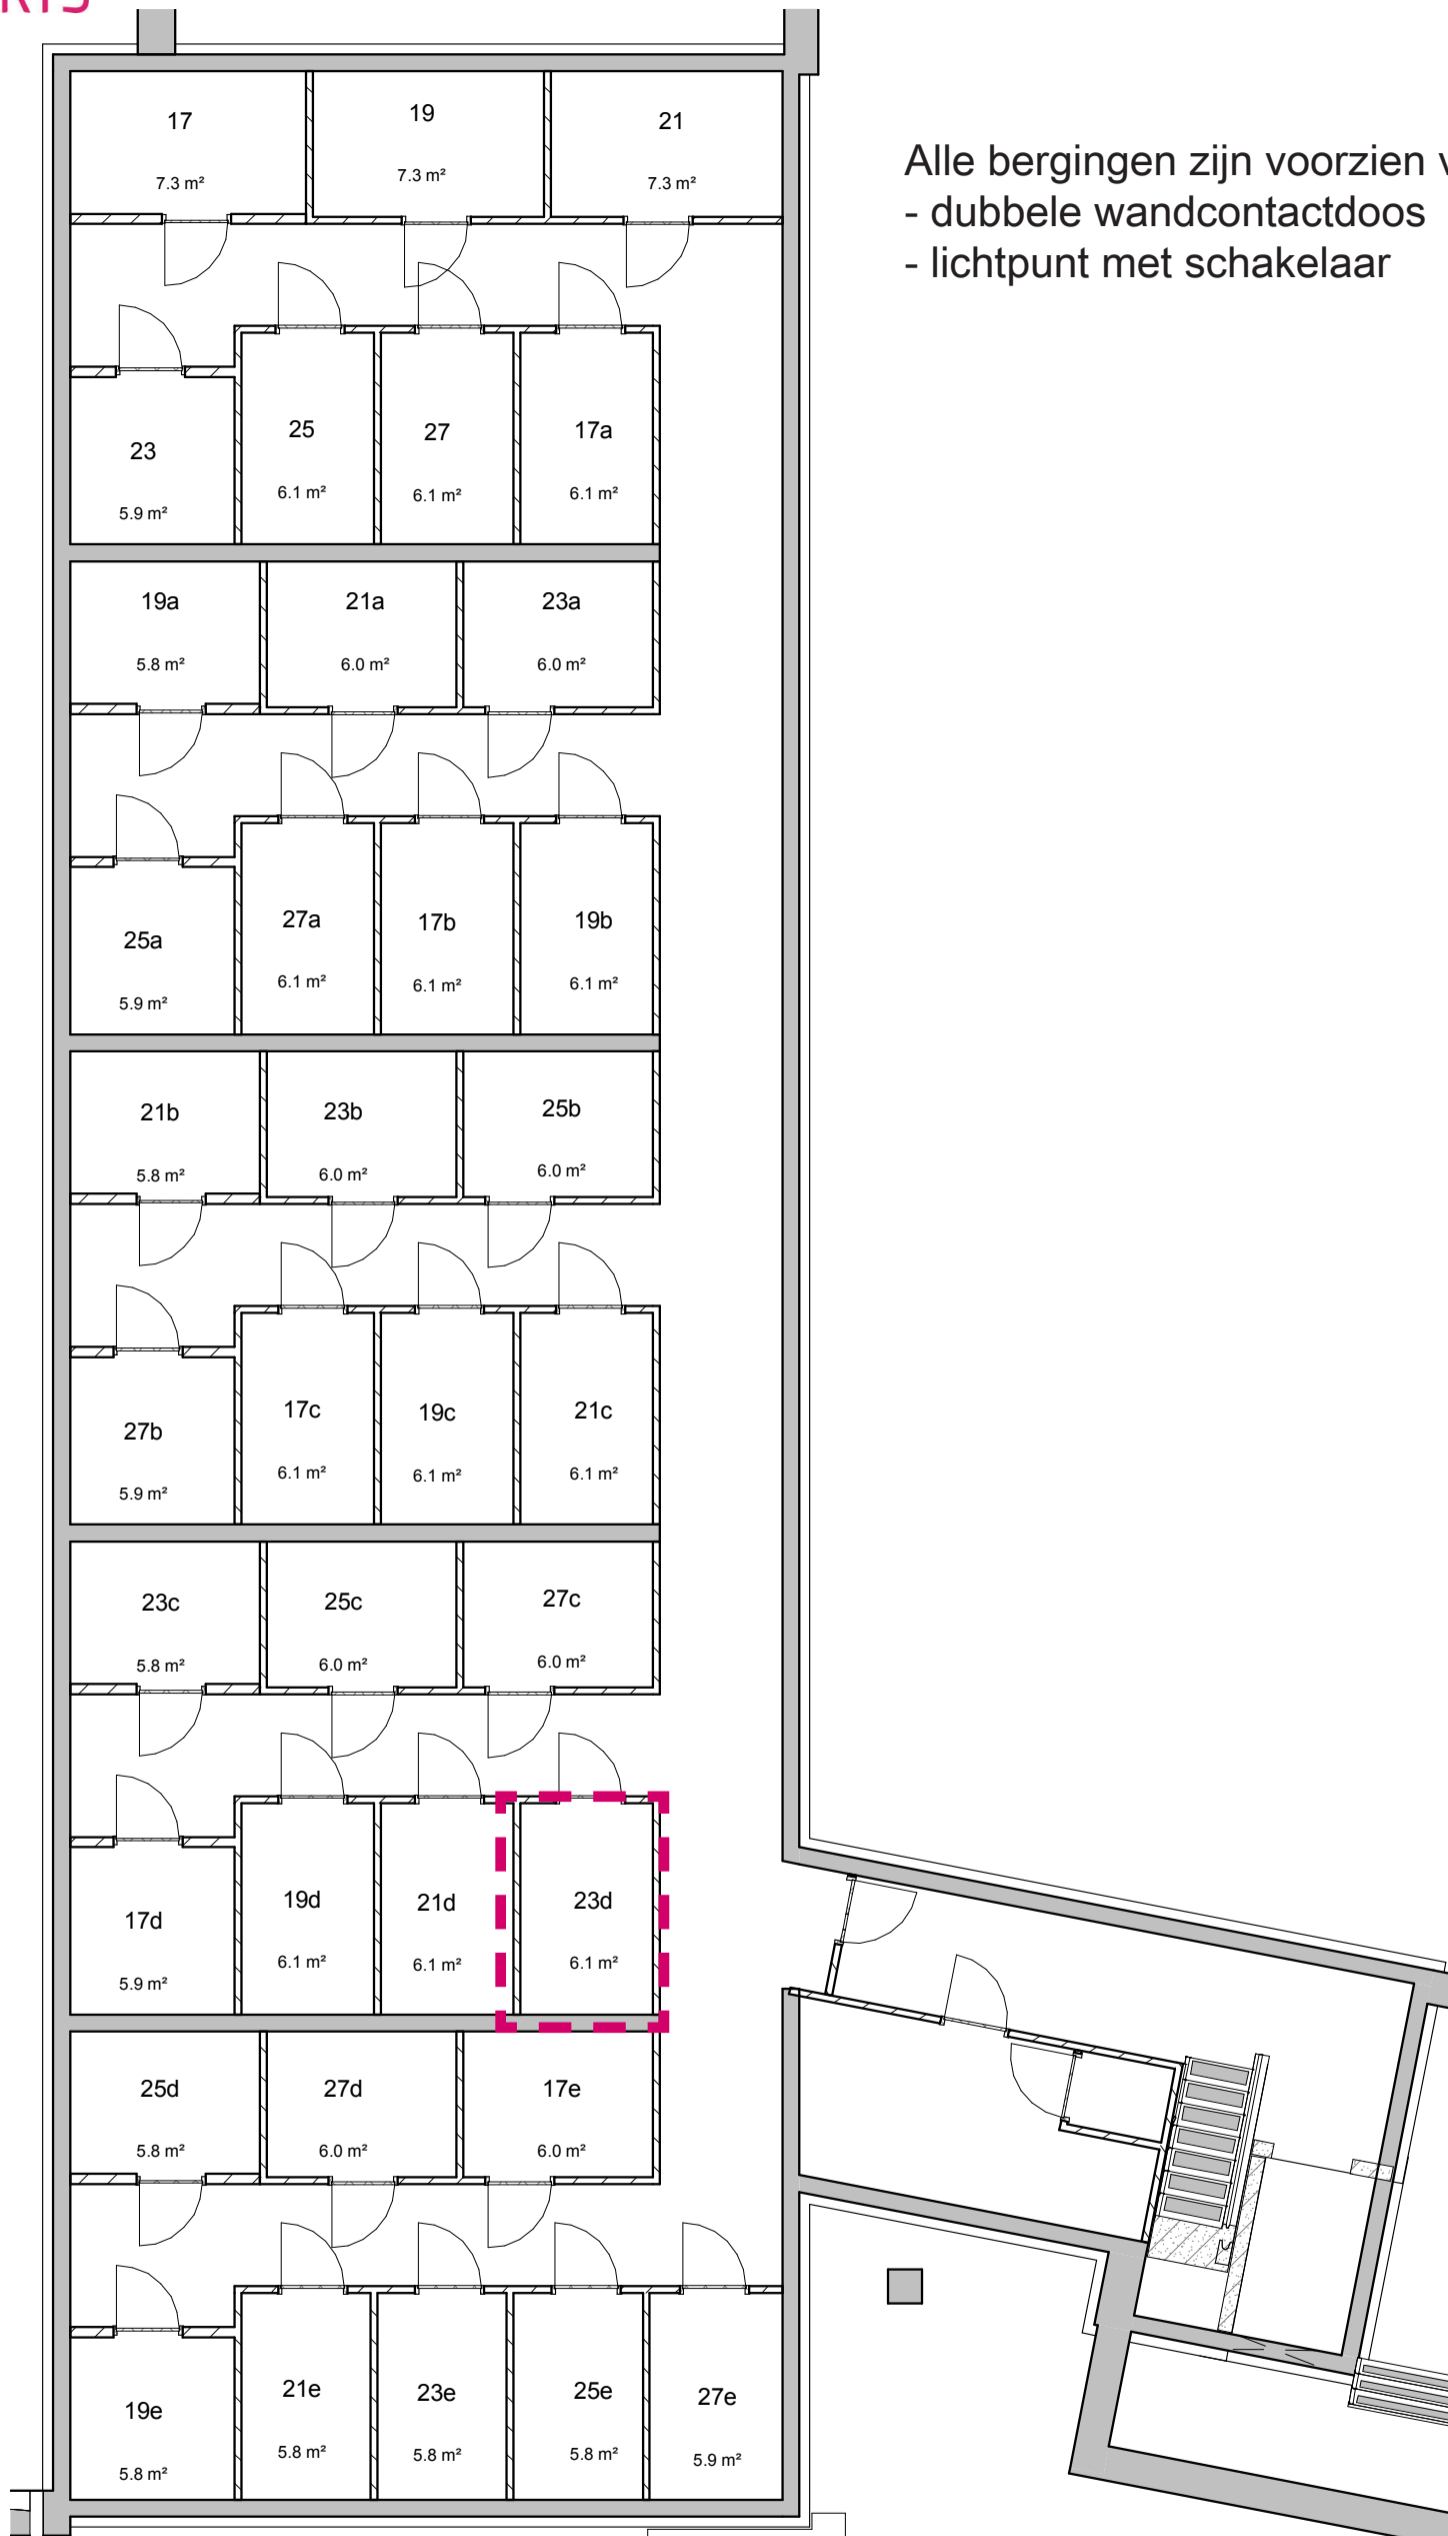 17 19 21
7.3 m² 7.3 m² 7.3 m²
Alle bergingen zijn voorzien
- dubbele wandcontactdoos
- lichtpunt met schakelaar
23 25 27 17a
5.9 m² 6.1 m² 6.1 m² 6.1 m²
19a 21a 23a
5.8 m² 6.0 m² 6.0 m²
25a 27a 17b 19b
5.9 m² 6.1 m² 6.1 m² 6.1 m²
21b 23b 25b
5.8 m² 6.0 m² 6.0 m²
27b 17c 19c 21c
5.9 m² 6.1 m² 6.1 m² 6.1 m²
23c 25c 27c
5.8 m² 6.0 m² 6.0 m²
17d 19d 21d 23d
5.9 m² 6.1 m² 6.1 m² 6.1 m²
25d 27d 17e
5.8 m² 6.0 m² 6.0 m²
19e 21e 23e 25e 27e
5.8 m² 5.8 m² 5.8 m² 5.8 m² 5.9 m²